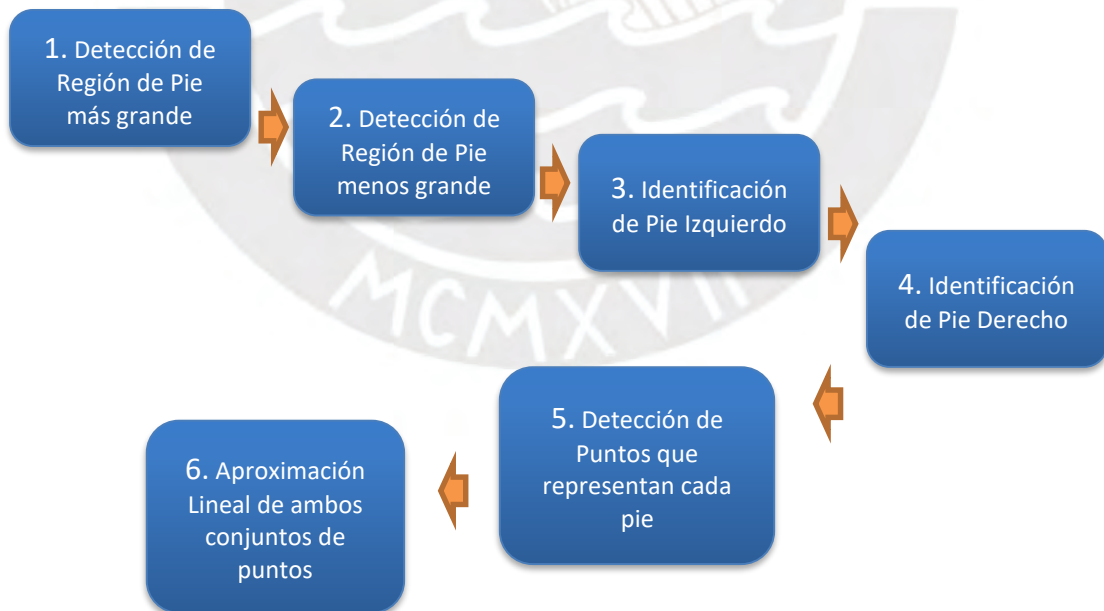 1. Detección de
Región de Pie
más grande
2. Detección de
Región de Pie
menos grande
3. Identificación
de Pie Izquierdo
4. Identificación
de Pie Derecho
5. Detección de
Puntos que
representan cada
pie
6. Aproximación
Lineal de ambos
conjuntos de
puntos
MCMXVII